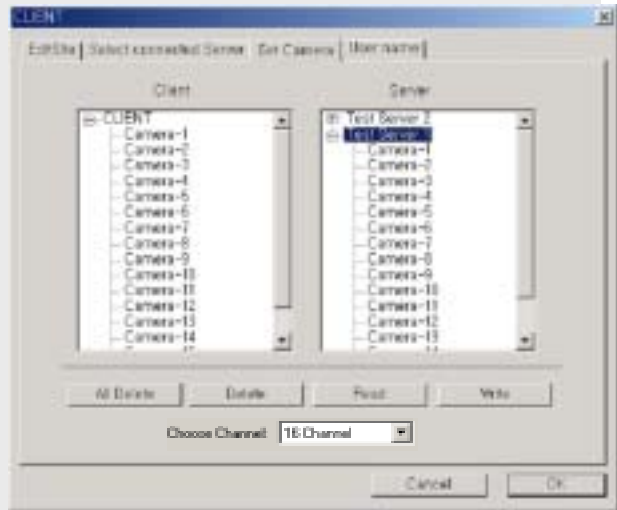 CLIENT
Edit Site Select connected Server Set Camera User name
Client Server
CLIENT
Camera-1
Camera-2
Camera-3
Camera-4
Camera-5
Camera-6
Camera-7
Camera-8
Camera-9
Camera-10
Camera-11
Camera-12
Camera-13
Camera-14
Test Server 2
Test Server
Camera-1
Camera-2
Camera-3
Camera-4
Camera-5
Camera-6
Camera-7
Camera-8
Camera-9
Camera-10
Camera-11
Camera-12
Camera-13
Camera-14
All Delete Delete Read Write
Choose Channel: 16 Channel
Cancel OK